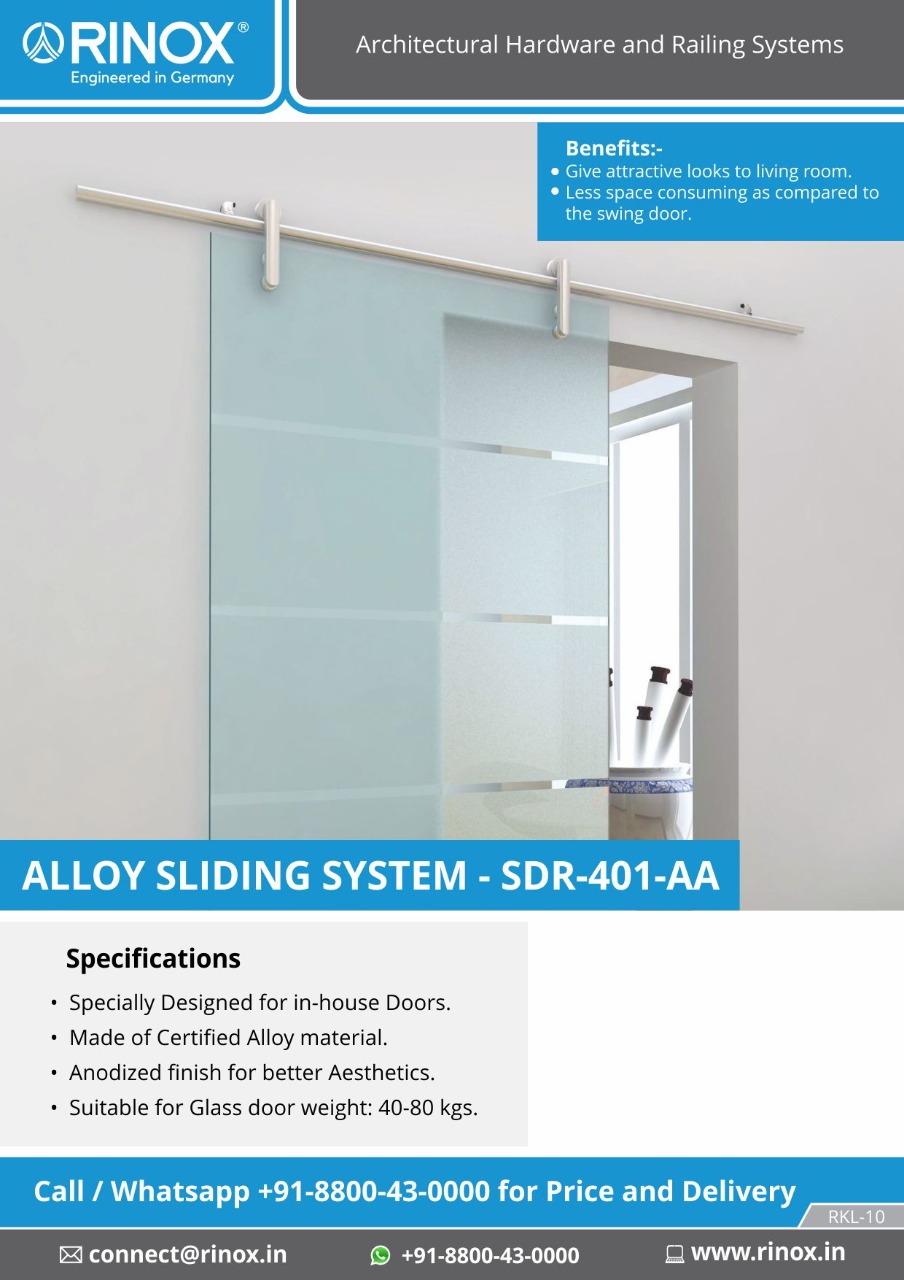 RINOX®
Engineered in Germany
Architectural Hardware and Railing Systems
Benefits:-
• Give attractive looks to living room.
• Less space consuming as compared to
the swing door.
ALLOY SLIDING SYSTEM - SDR-401-AA
Specifications
• Specially Designed for in-house Doors.
• Made of Certified Alloy material.
• Anodized finish for better Aesthetics.
• Suitable for Glass door weight: 40-80 kgs.
Call / Whatsapp +91-8800-43-0000 for Price and Delivery
RKL-10
connect@rinox.in
+91-8800-43-0000
www.rinox.in